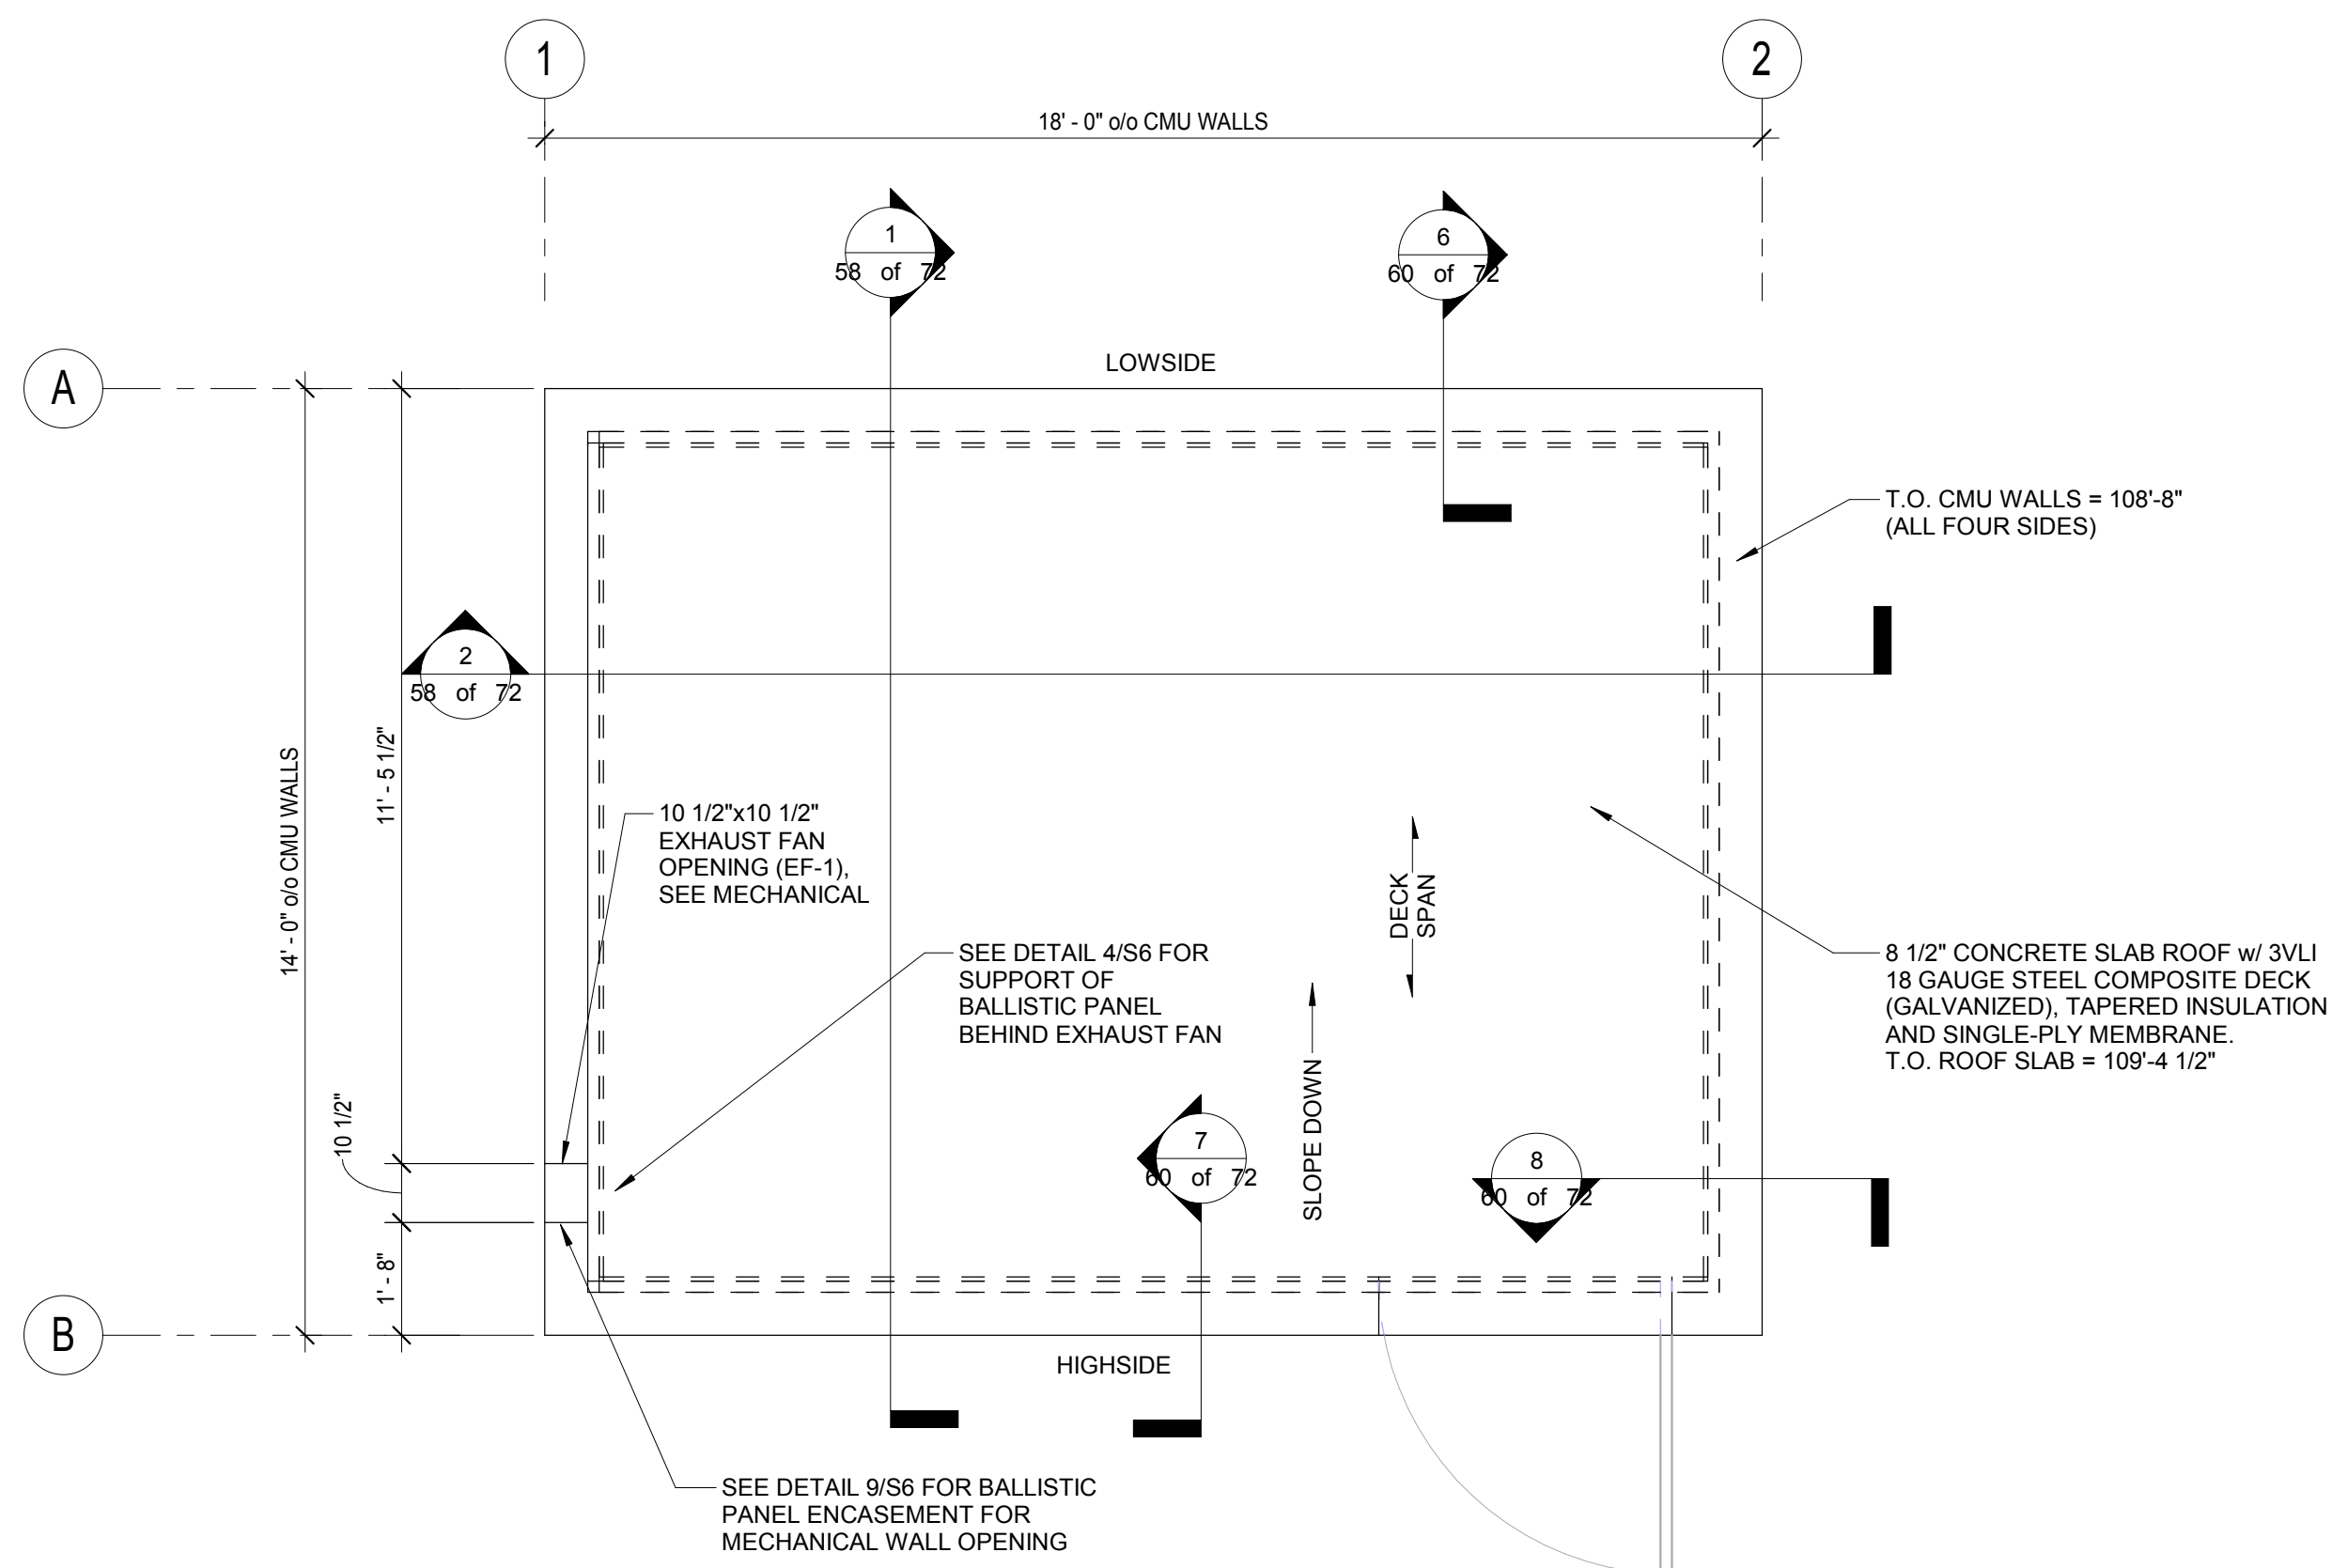 1
2
18' - 0" o/o CMU WALLS
1
58 of 72
6
60 of 72
LOWSIDE
A
T.O. CMU WALLS = 108'-8"
(ALL FOUR SIDES)
2
58 of 72
14' - 0" o/o CMU WALLS
11' - 5 1/2"
10 1/2"x10 1/2"
EXHAUST FAN
OPENING (EF-1),
SEE MECHANICAL
DECK
SPAN
SEE DETAIL 4/S6 FOR
SUPPORT OF
BALLISTIC PANEL
BEHIND EXHAUST FAN
8 1/2" CONCRETE SLAB ROOF w/ 3VLI
18 GAUGE STEEL COMPOSITE DECK
(GALVANIZED), TAPERED INSULATION
AND SINGLE-PLY MEMBRANE.
T.O. ROOF SLAB = 109'-4 1/2"
10 1/2"
SLOPE DOWN
7
60 of 72
8
60 of 72
1' - 8"
B
HIGHSIDE
SEE DETAIL 9/S6 FOR BALLISTIC
PANEL ENCASEMENT FOR
MECHANICAL WALL OPENING